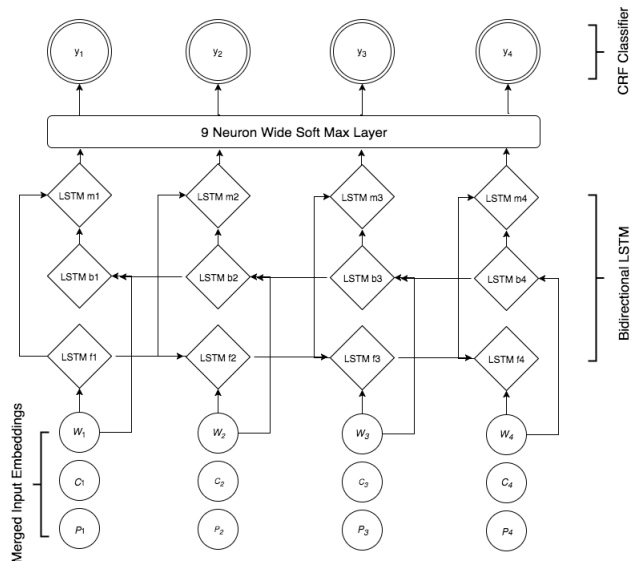 y1
y2
y3
y4
CRF Classifier
9 Neuron Wide Soft Max Layer
LSTM m1
LSTM m2
LSTM m3
LSTM m4
Bidirectional LSTM
LSTM b1
LSTM b2
LSTM b3
LSTM b4
LSTM f1
LSTM f2
LSTM f3
LSTM f4
Merged Input Embeddings
W1
W2
W3
W4
C1
C2
C3
C4
P1
P2
P3
P4